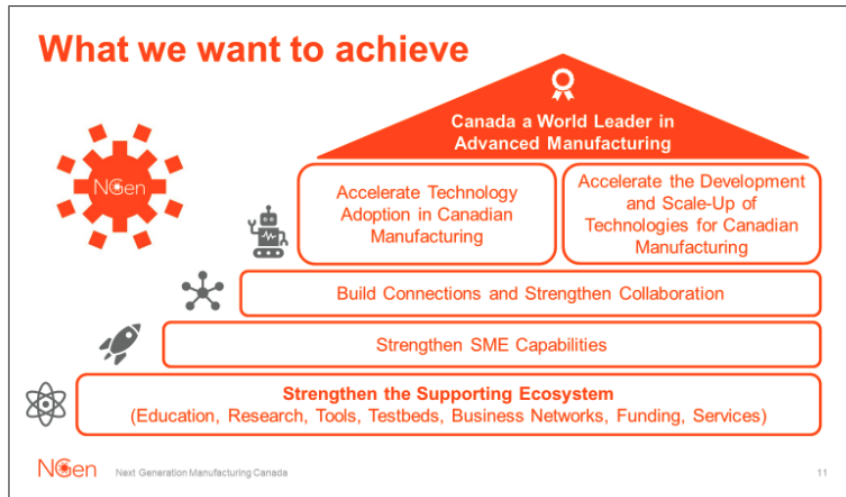 What we want to achieve
Canada a World Leader in
Advanced Manufacturing
NGen
Accelerate Technology
Adoption in Canadian
Manufacturing
Accelerate the Development
and Scale-Up of
Technologies for Canadian
Manufacturing
Build Connections and Strengthen Collaboration
Strengthen SME Capabilities
Strengthen the Supporting Ecosystem
(Education, Research, Tools, Testbeds, Business Networks, Funding, Services)
NGen Next Generation Manufacturing Canada 11